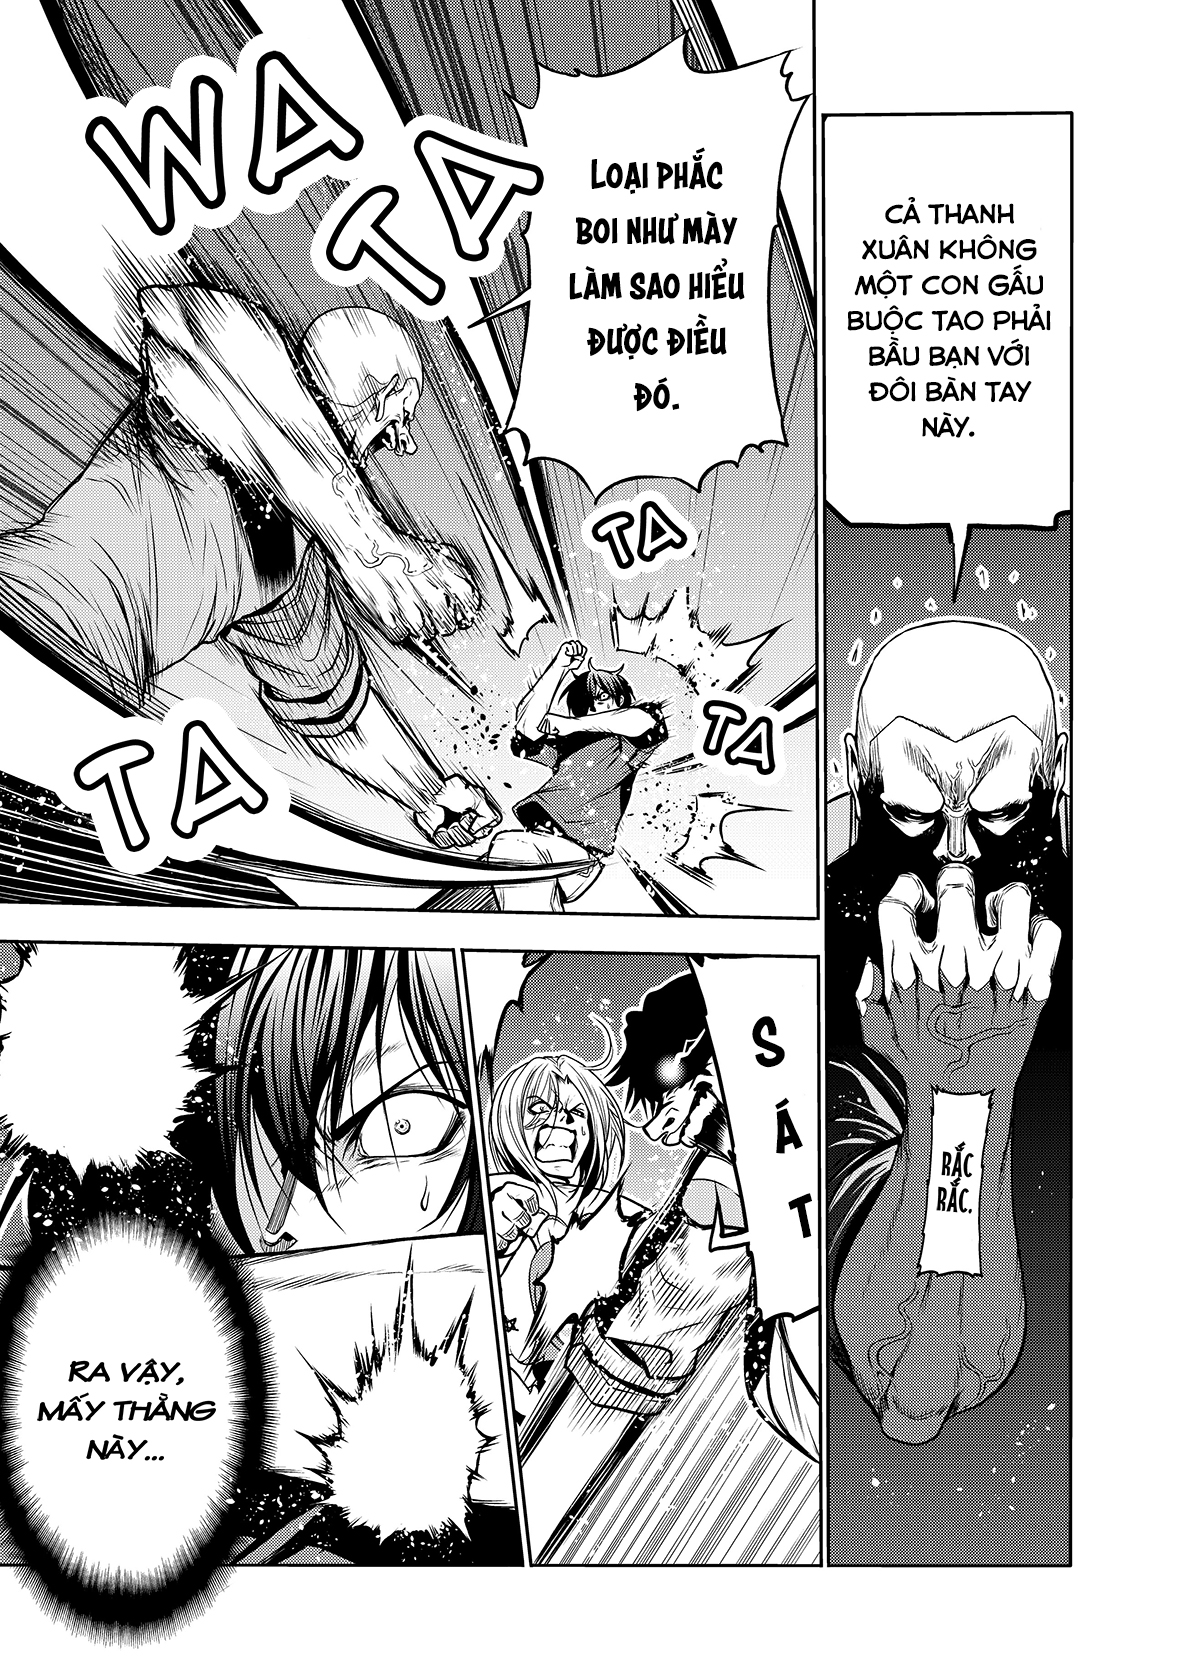 CẢ THANH
XUÂN KHÔNG
MỘT CON GẤU
BUỘC TAO PHẢI
BẦU BẠN VỚI
ĐÔI BÀN TAY
NÀY.
RẮC
RẮC.
LOẠI PHẮC
BOI NHƯ MÀY
LÀM SAO HIỂU
ĐƯỢC ĐIỀU
ĐÓ.
WA
TA
TA
TA
TA
SÁT
RA VẬY,
MẤY THẰNG
NÀY...